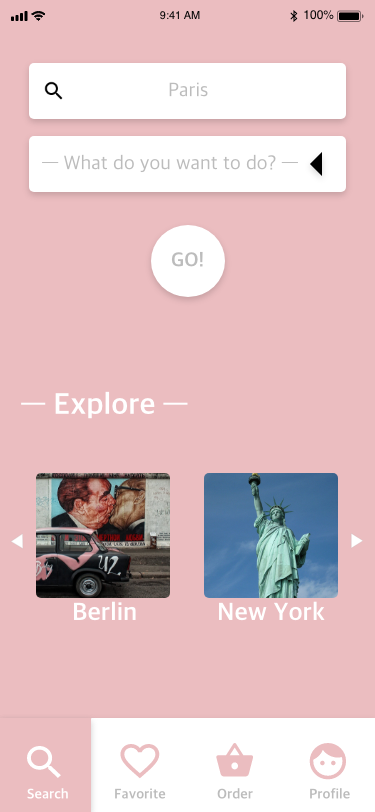 9:41 AM
100%
Paris
— What do you want to do? —
GO!
— Explore —
Berlin
New York
Search
Favorite
Order
Profile